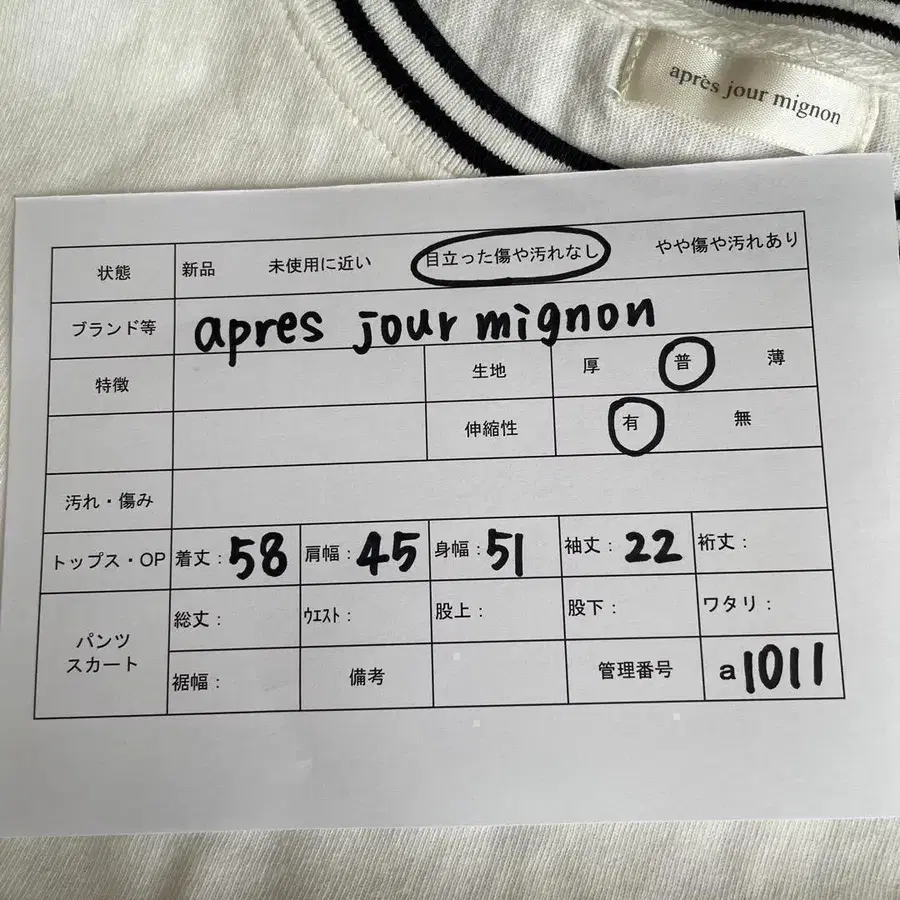 après jour mignon
状態 新品 未使用に近い 目立った傷や汚れなし やや傷や汚れあり
ブランド等 apres jour mignon
特徴 生地 厚 普 薄
伸縮性 有 無
汚れ・傷み
トップス・OP 着丈：58 肩幅：45 身幅：51 袖丈：22 裄丈：
パンツ
スカート
総丈： ｳｴｽﾄ： 股上： 股下： ワタリ：
裾幅： 備考 管理番号 a1011